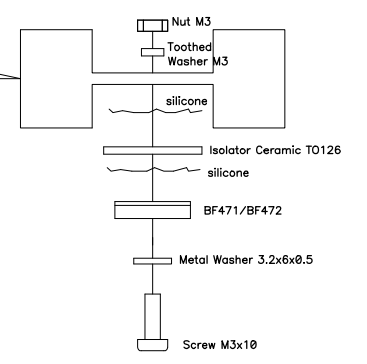 Nut M3
Toothed
Washer M3
silicone
Isolator Ceramic TO126
silicone
BF471/BF472
Metal Washer 3.2x6x0.5
Screw M3x10